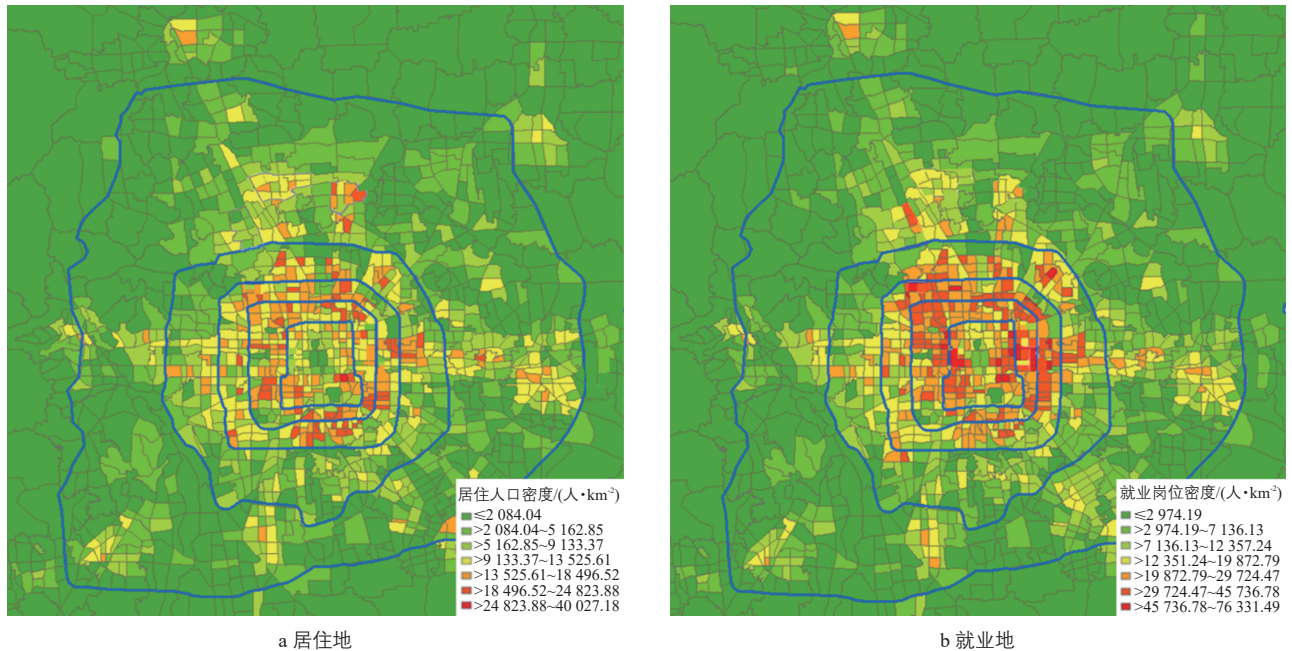 居住人口密度/(人·km⁻²)
≤2 084.04
>2 084.04~5 162.85
>5 162.85~9 133.37
>9 133.37~13 525.61
>13 525.61~18 496.52
>18 496.52~24 823.88
>24 823.88~40 027.18
a 居住地
就业岗位密度/(人·km⁻²)
≤2 974.19
>2 974.19~7 136.13
>7 136.13~12 357.24
>12 351.24~19 872.79
>19 872.79~29 724.47
>29 724.47~45 736.78
>45 736.78~76 331.49
b 就业地